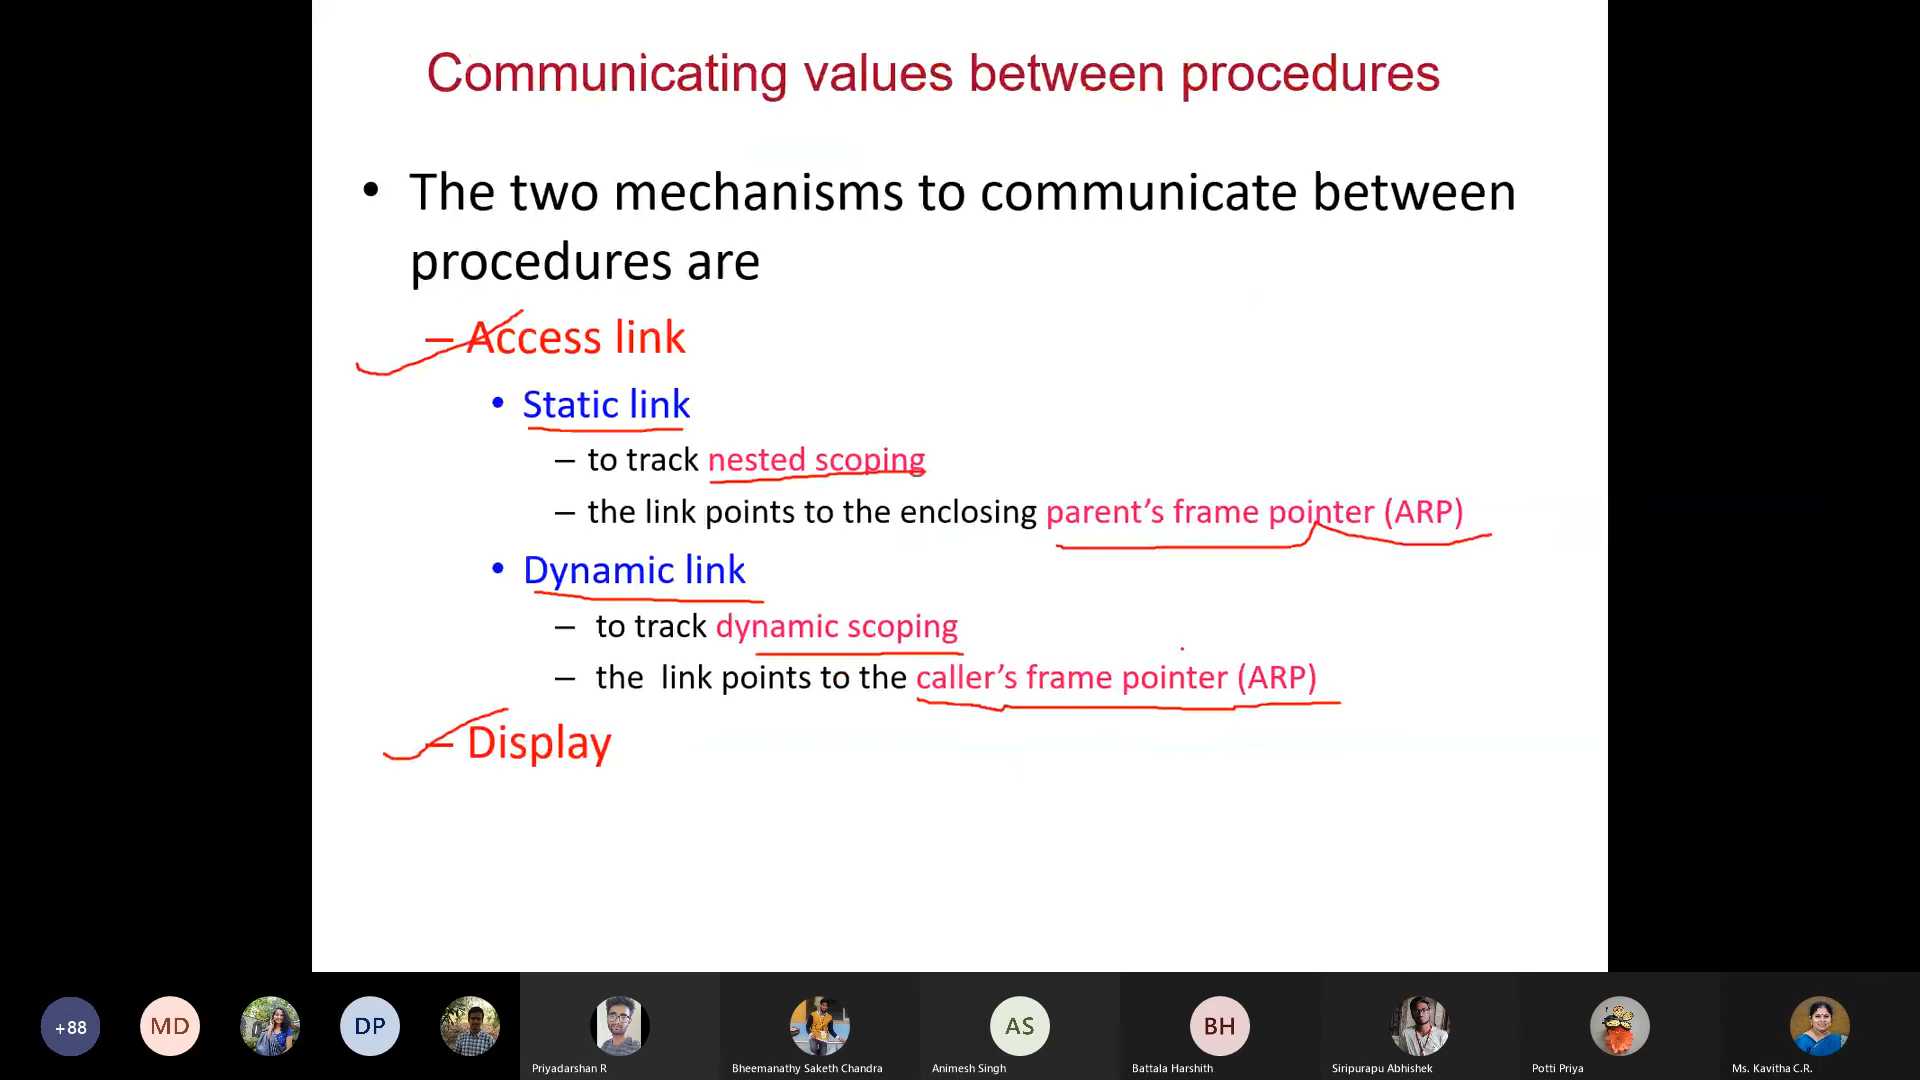 Communicating values between procedures
• The two mechanisms to communicate between
procedures are
– Access link
• Static link
– to track nested scoping
– the link points to the enclosing parent’s frame pointer (ARP)
• Dynamic link
– to track dynamic scoping
– the link points to the caller’s frame pointer (ARP)
– Display
+88 MD DP AS BH
Priyadarshan R Bheemanathy Saketh Chandra Animesh Singh Battala Harshith Siripurapu Abhishek Potti Priya Ms. Kavitha C.R.